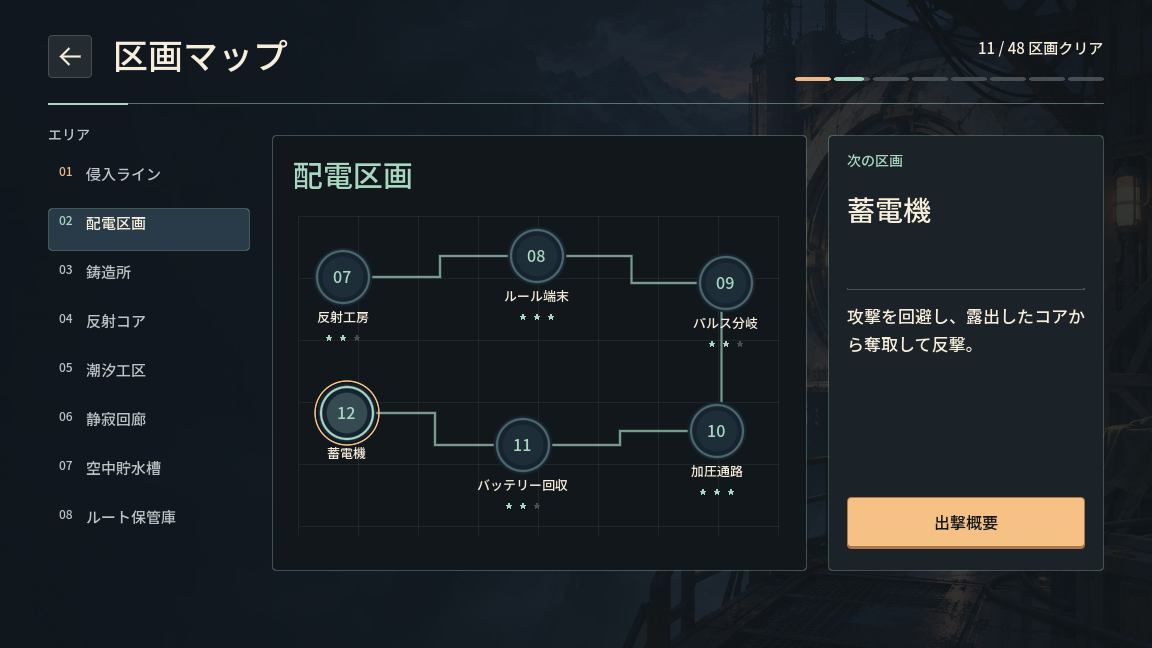 区画マップ
11 / 48 区画クリア
エリア
01 侵入ライン
02 配電区画
03 鋳造所
04 反射コア
05 潮汐工区
06 静寂回廊
07 空中貯水槽
08 ルート保管庫
配電区画
07
反射工房
08
ルール端末
09
パルス分岐
12
蓄電機
11
バッテリー回収
10
加圧通路
次の区画
蓄電機
攻撃を回避し、露出したコアか
ら奪取して反撃。
出撃概要